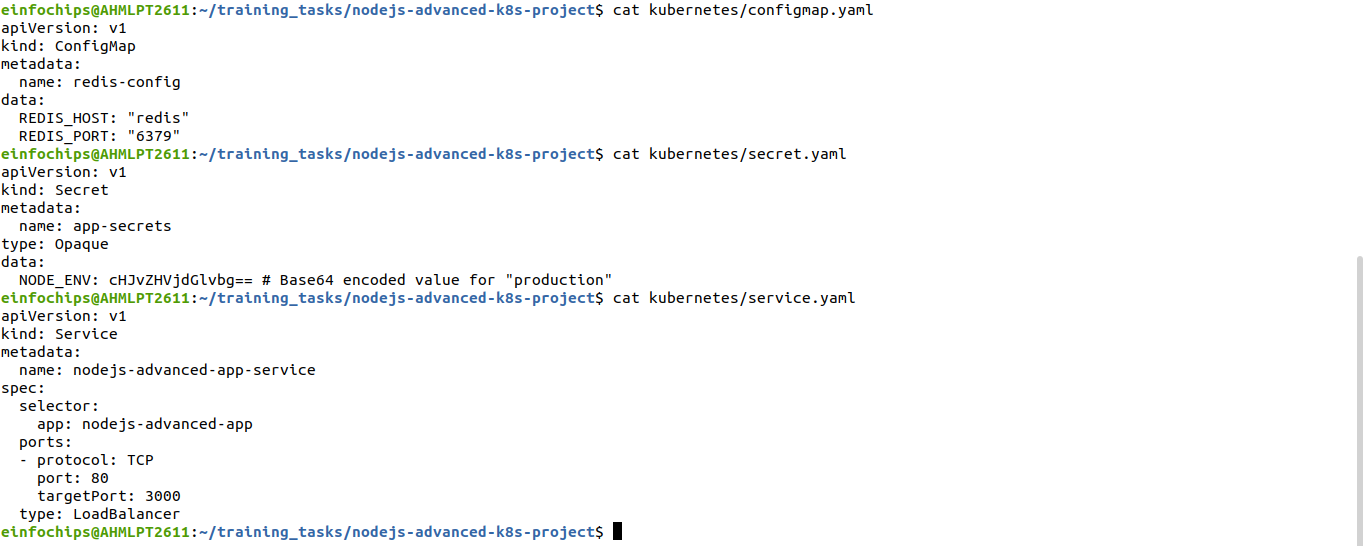 einfochips@AHMLPT2611:~/training_tasks/nodejs-advanced-k8s-project$ cat kubernetes/configmap.yaml
apiVersion: v1
kind: ConfigMap
metadata:
  name: redis-config
data:
  REDIS_HOST: "redis"
  REDIS_PORT: "6379"
einfochips@AHMLPT2611:~/training_tasks/nodejs-advanced-k8s-project$ cat kubernetes/secret.yaml
apiVersion: v1
kind: Secret
metadata:
  name: app-secrets
type: Opaque
data:
  NODE_ENV: cHJvZHVjdGlvbg== # Base64 encoded value for "production"
einfochips@AHMLPT2611:~/training_tasks/nodejs-advanced-k8s-project$ cat kubernetes/service.yaml
apiVersion: v1
kind: Service
metadata:
  name: nodejs-advanced-app-service
spec:
  selector:
    app: nodejs-advanced-app
  ports:
  - protocol: TCP
    port: 80
    targetPort: 3000
  type: LoadBalancer
einfochips@AHMLPT2611:~/training_tasks/nodejs-advanced-k8s-project$